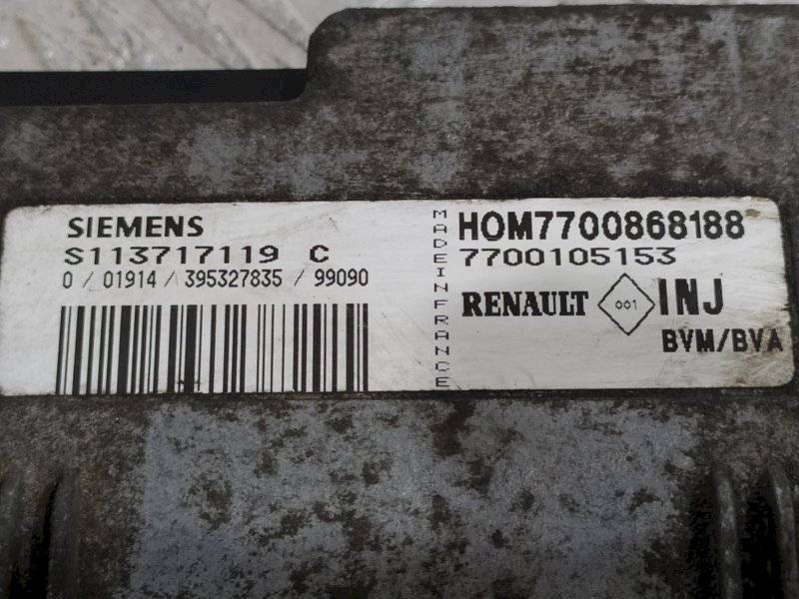 SIEMENS
S113717119 C
0 / 01914 / 395327835 / 99090
MADE IN FRANCE
HOM7700868188
7700105153
RENAULT 001 INJ
BVM/BVA